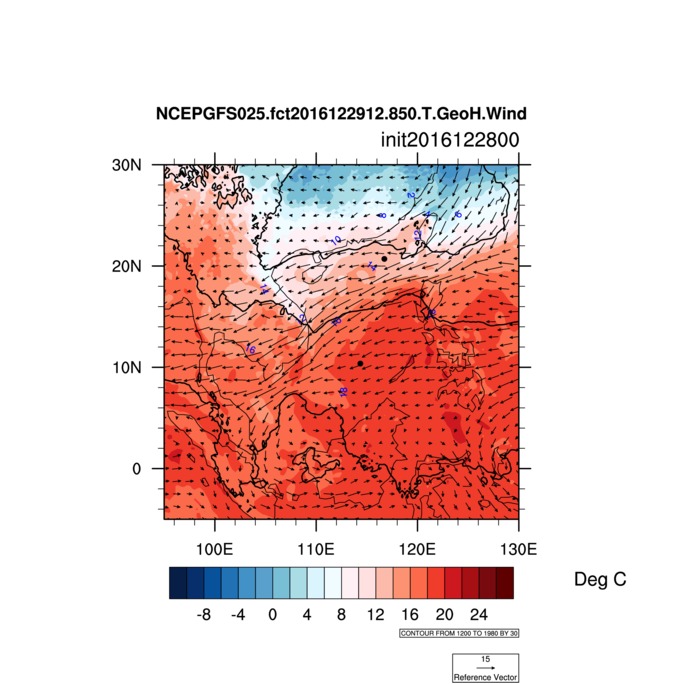 NCEPGFS025.fct2016122912.850.T.GeoH.Wind
init2016122800
30N
20N
10N
0
100E 110E 120E 130E
-8 -4 0 4 8 12 16 20 24
Deg C
CONTOUR FROM 1200 TO 1980 BY 30
15
Reference Vector